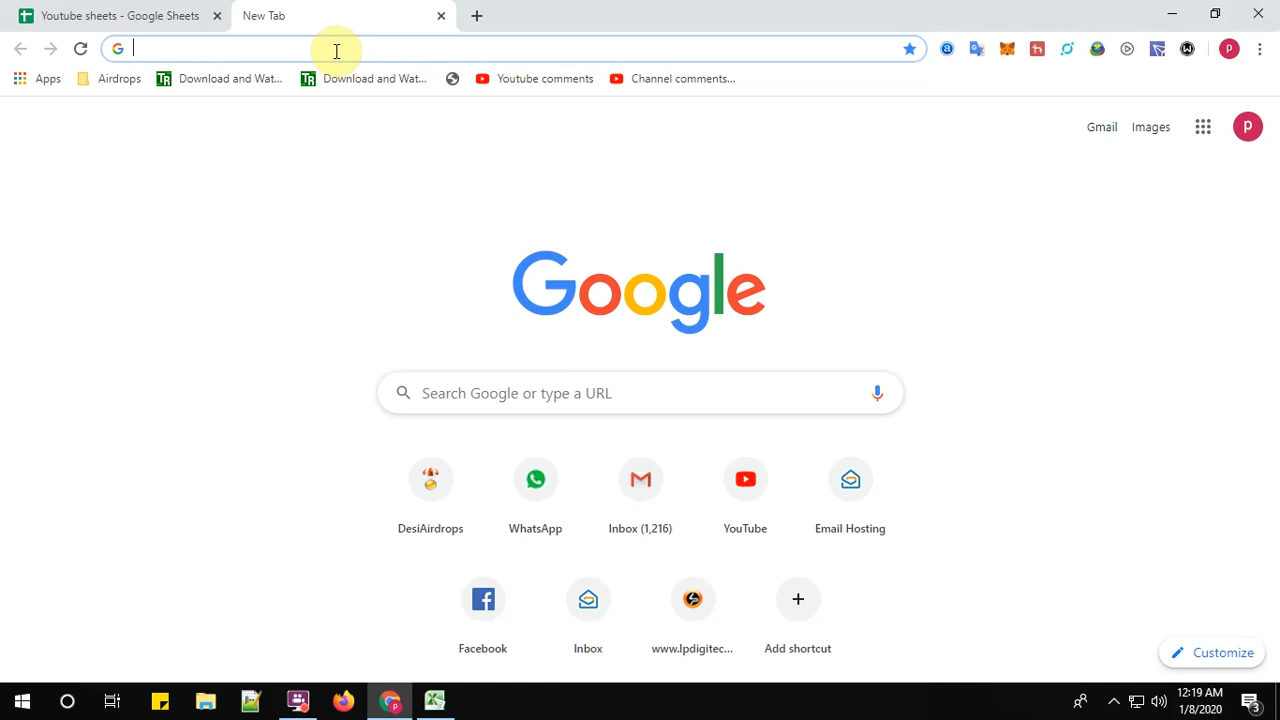 Youtube sheets - Google Sheets
New Tab
Apps
Airdrops
Download and Wat...
Download and Wat...
Youtube comments
Channel comments...
Gmail
Images
P
Google
Search Google or type a URL
DesiAirdrops
WhatsApp
Inbox (1,216)
YouTube
Email Hosting
Facebook
Inbox
www.lpdigitec...
Add shortcut
Customize
12:19 AM
1/8/2020
3